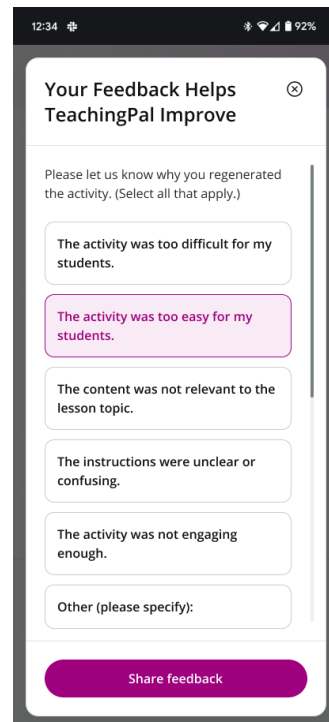 12:34 92%
Your Feedback Helps
TeachingPal Improve
Please let us know why you regenerated
the activity. (Select all that apply.)
The activity was too difficult for my
students.
The activity was too easy for my
students.
The content was not relevant to the
lesson topic.
The instructions were unclear or
confusing.
The activity was not engaging
enough.
Other (please specify):
Share feedback